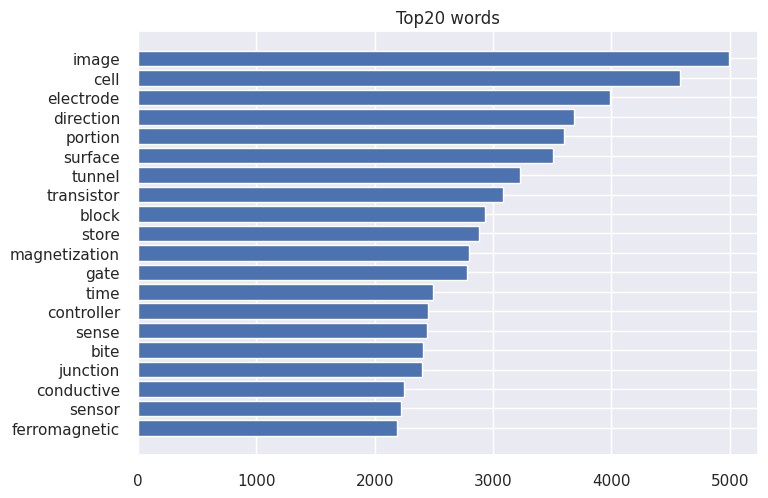 Top20 words
image
cell
electrode
direction
portion
surface
tunnel
transistor
block
store
magnetization
gate
time
controller
sense
bite
junction
conductive
sensor
ferromagnetic
0 1000 2000 3000 4000 5000